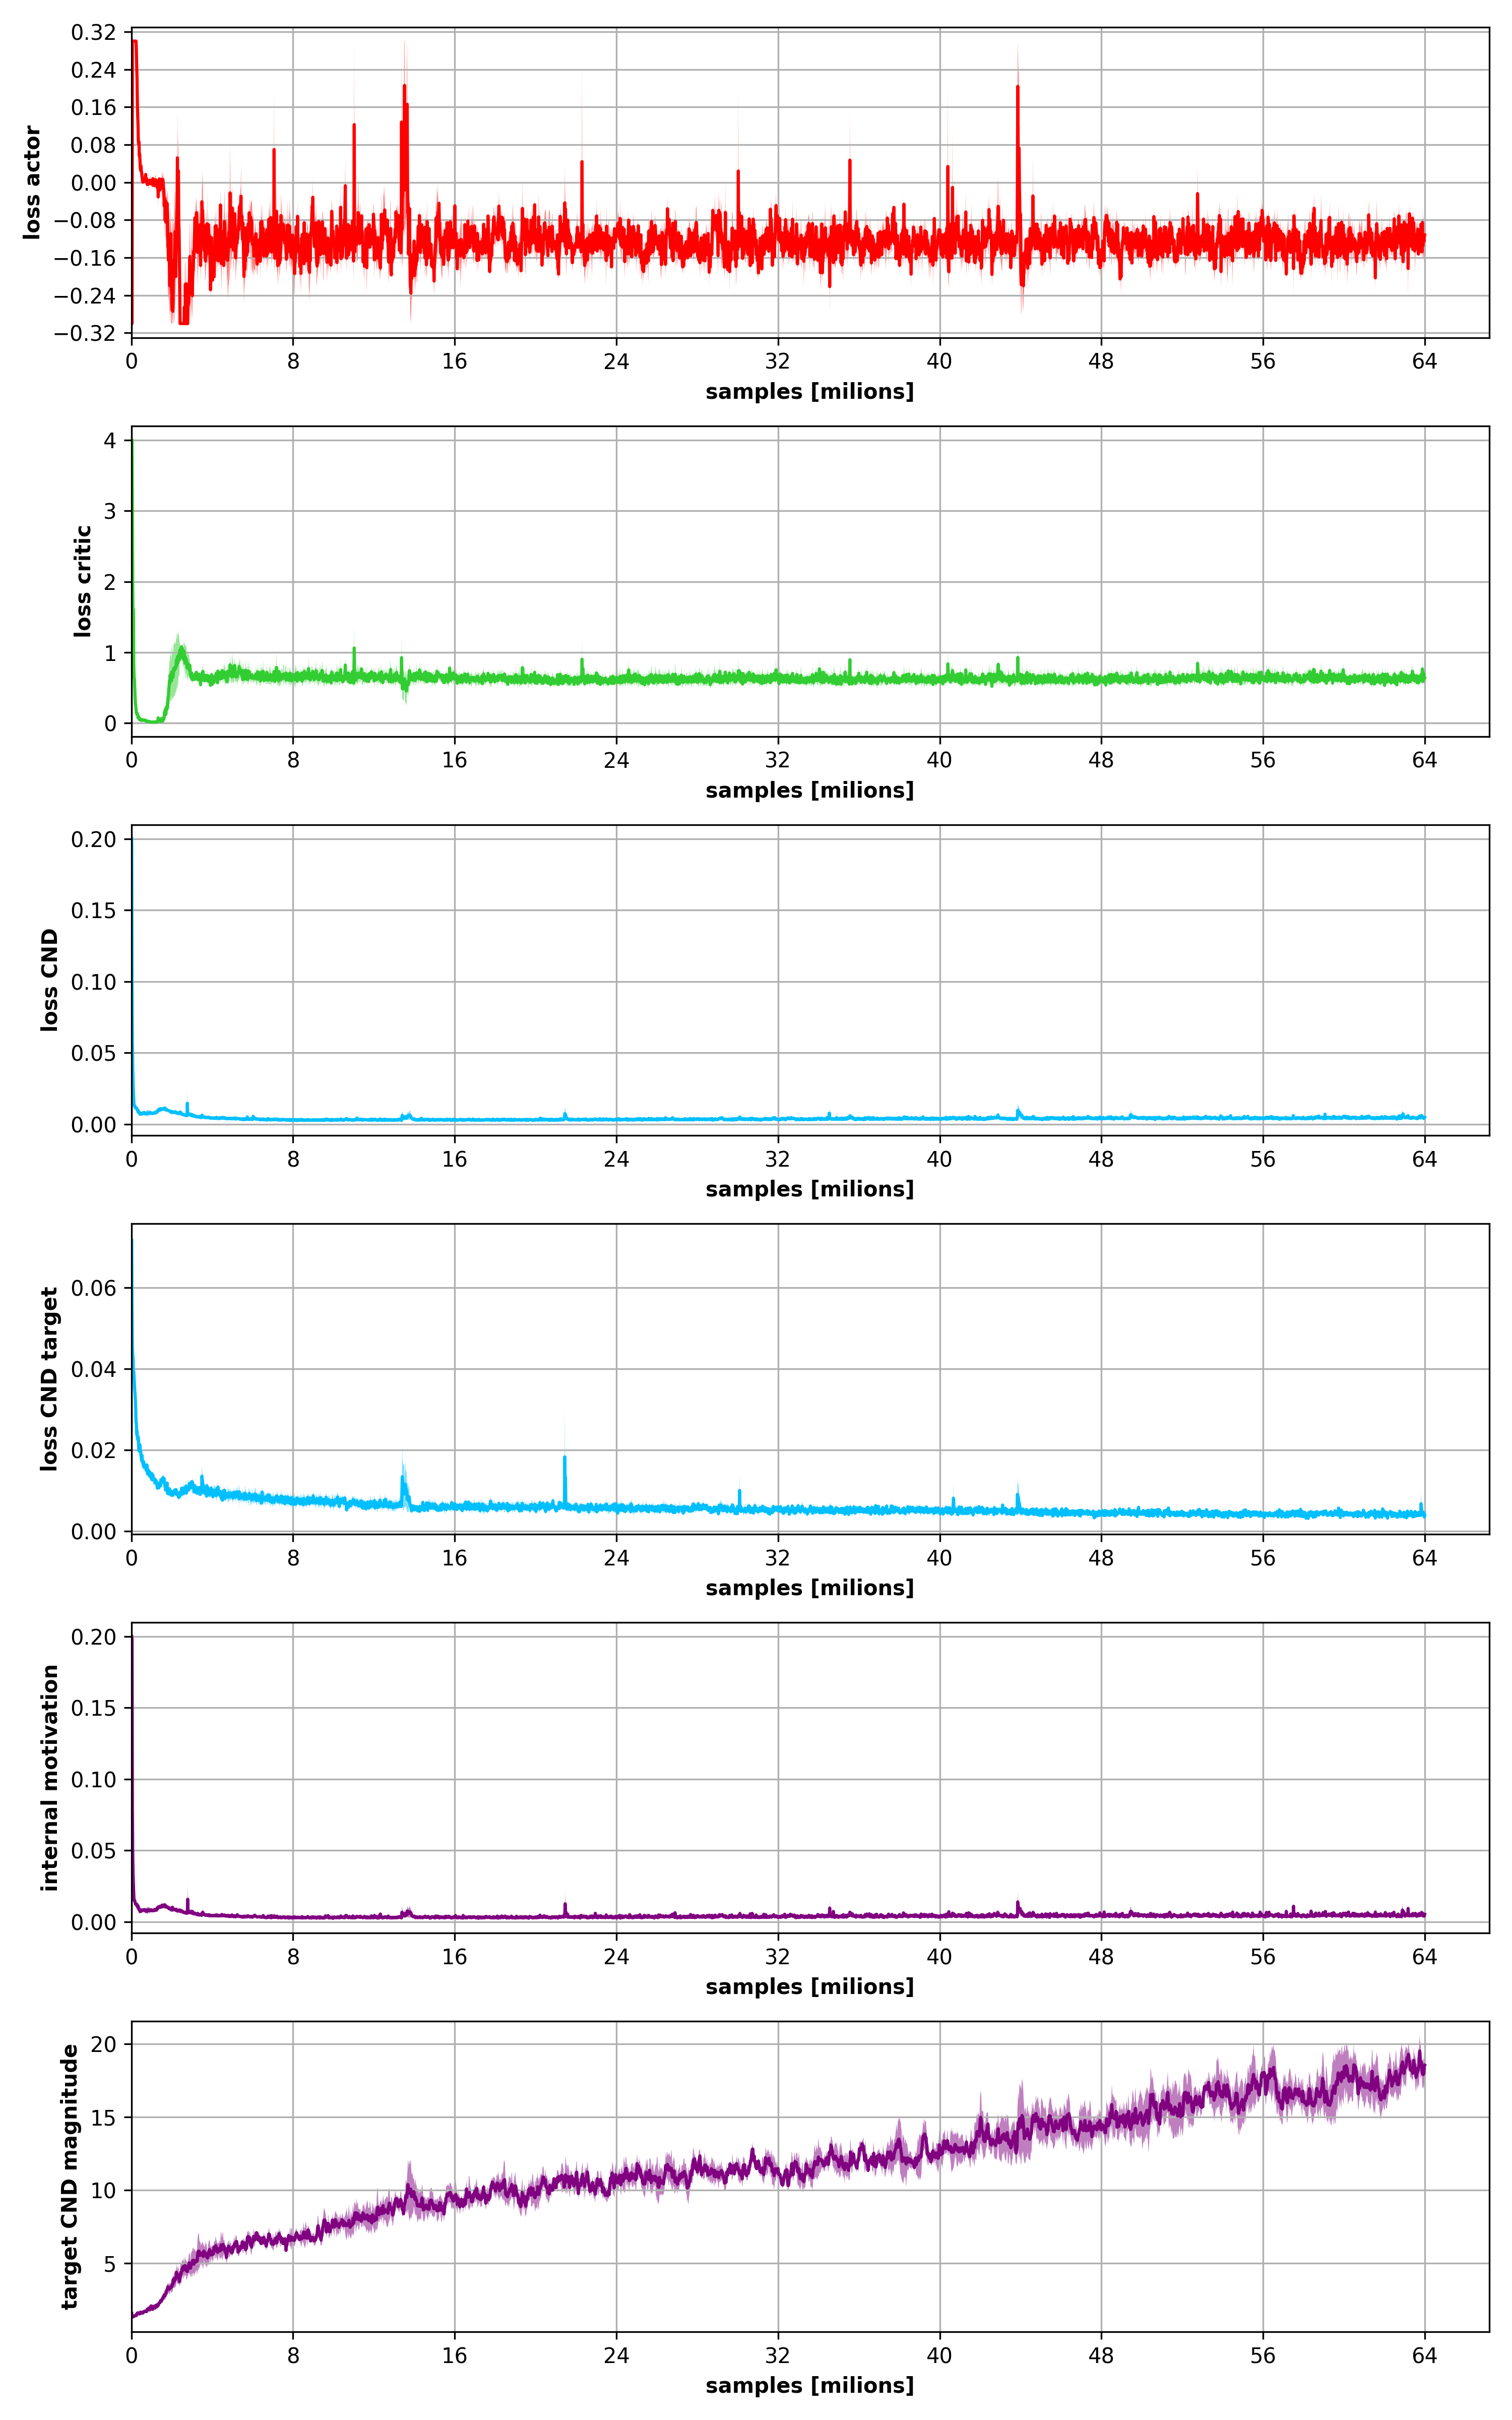 loss actor
0.32
0.24
0.16
0.08
0.00
−0.08
−0.16
−0.24
−0.32
0 8 16 24 32 40 48 56 64
samples [milions]
loss critic
4
3
2
1
0
0 8 16 24 32 40 48 56 64
samples [milions]
loss CND
0.20
0.15
0.10
0.05
0.00
0 8 16 24 32 40 48 56 64
samples [milions]
loss CND target
0.06
0.04
0.02
0.00
0 8 16 24 32 40 48 56 64
samples [milions]
internal motivation
0.20
0.15
0.10
0.05
0.00
0 8 16 24 32 40 48 56 64
samples [milions]
target CND magnitude
20
15
10
5
0 8 16 24 32 40 48 56 64
samples [milions]